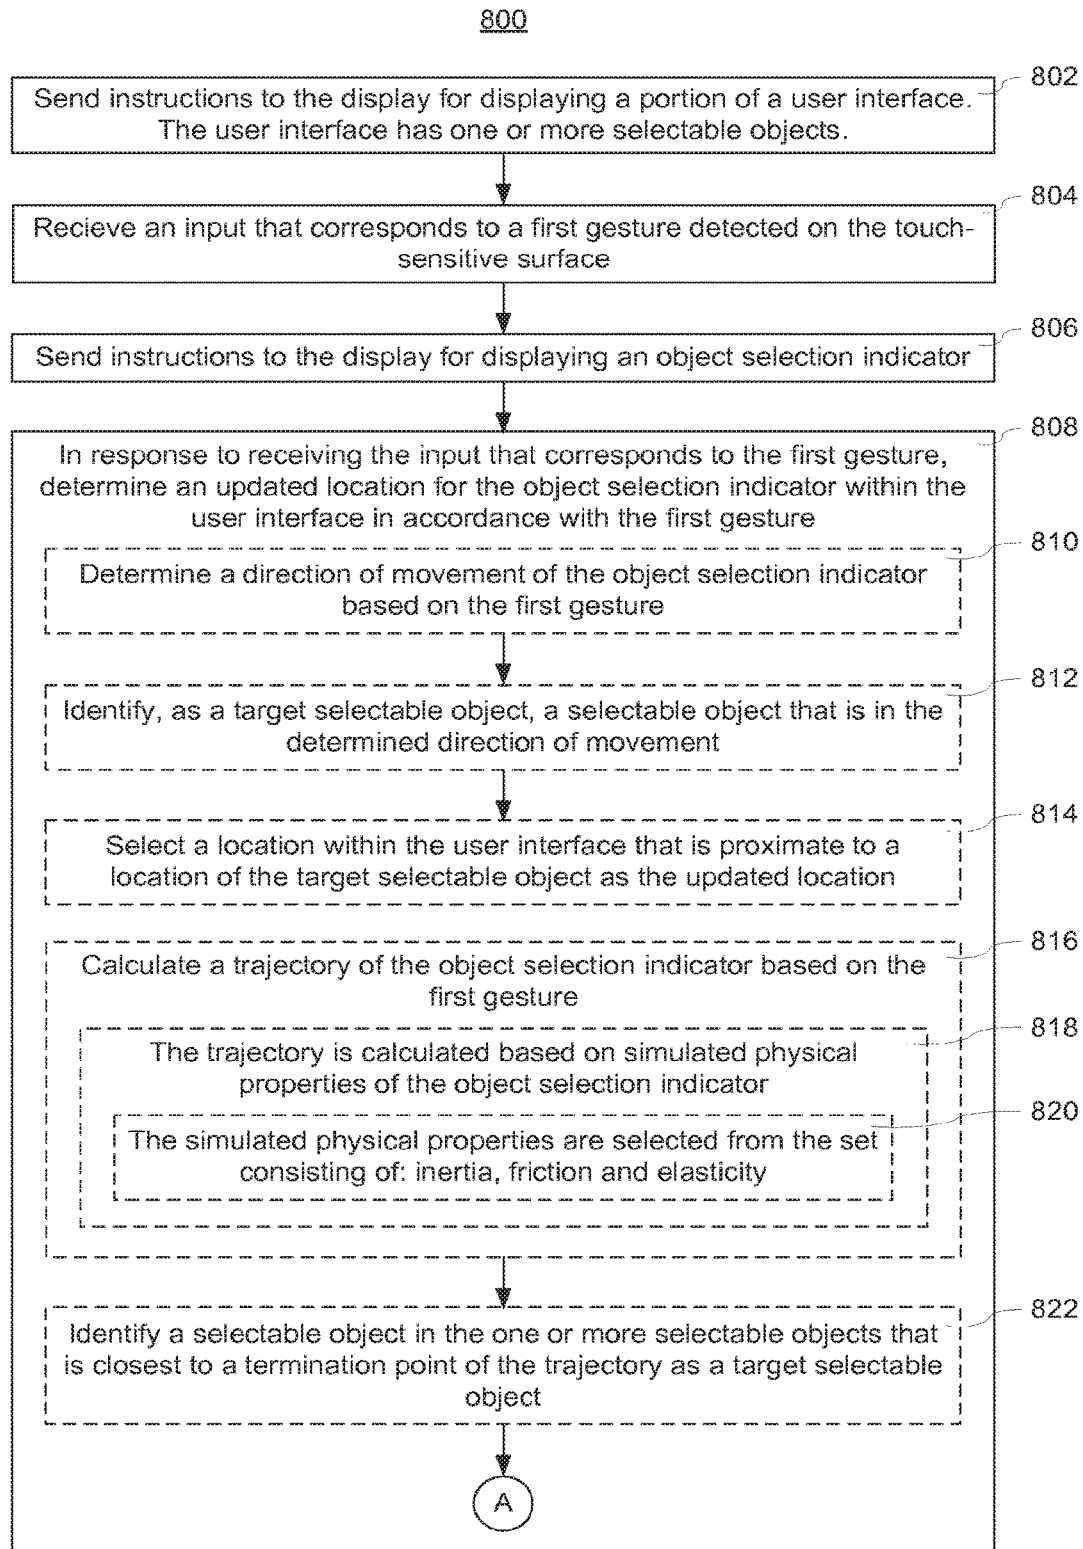 800
802
Send instructions to the display for displaying a portion of a user interface.
The user interface has one or more selectable objects.
804
Recieve an input that corresponds to a first gesture detected on the touch-
sensitive surface
806
Send instructions to the display for displaying an object selection indicator
808
In response to receiving the input that corresponds to the first gesture,
determine an updated location for the object selection indicator within the
user interface in accordance with the first gesture
810
Determine a direction of movement of the object selection indicator
based on the first gesture
812
Identify, as a target selectable object, a selectable object that is in the
determined direction of movement
814
Select a location within the user interface that is proximate to a
location of the target selectable object as the updated location
816
Calculate a trajectory of the object selection indicator based on the
first gesture
818
The trajectory is calculated based on simulated physical
properties of the object selection indicator
820
The simulated physical properties are selected from the set
consisting of: inertia, friction and elasticity
822
Identify a selectable object in the one or more selectable objects that
is closest to a termination point of the trajectory as a target selectable
object
A